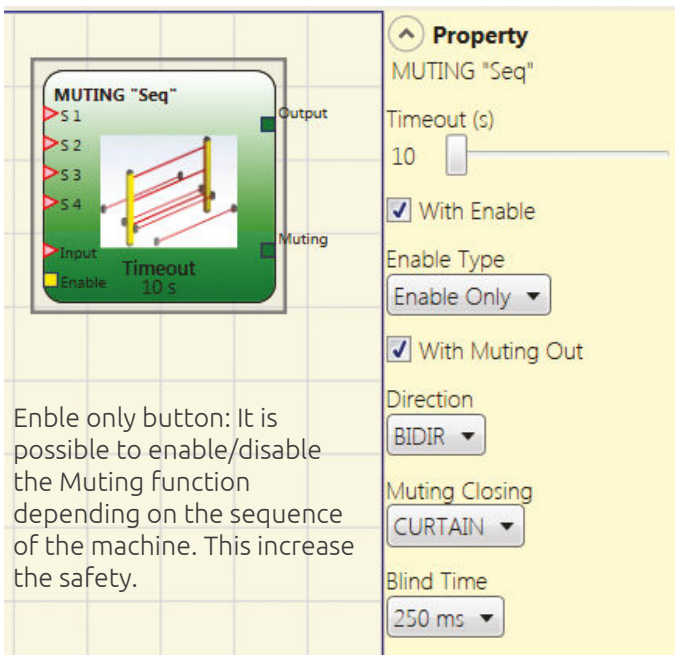 MUTING "Seq"
S 1
S 2
S 3
S 4
Input
Enable
Timeout
10 s
Output
Muting
Enble only button: It is
possible to enable/disable
the Muting function
depending on the sequence
of the machine. This increase
the safety.
Property
MUTING "Seq"
Timeout (s)
10
With Enable
Enable Type
Enable Only
With Muting Out
Direction
BIDIR
Muting Closing
CURTAIN
Blind Time
250 ms